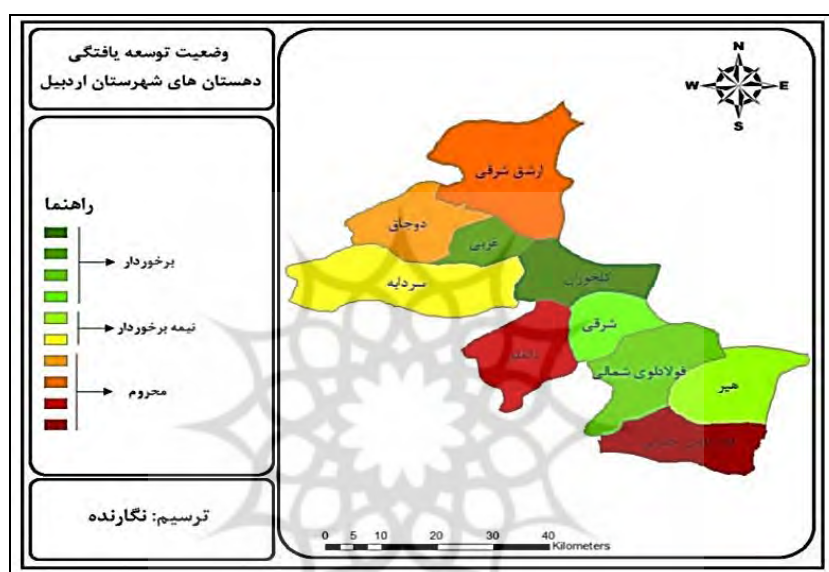 وضعیت توسعه یافتگی
دهستان های شهرستان اردبیل
راهنما
برخوردار
نیمه برخوردار
محروم
ترسیم: نگارنده
N
W
E
S
ارشق شرقی
دوجاق
غربی
سردابه
کلخوران
شرقی
فولادلوی شمالی
هیر
0 5 10 20 30 40
Kilometers